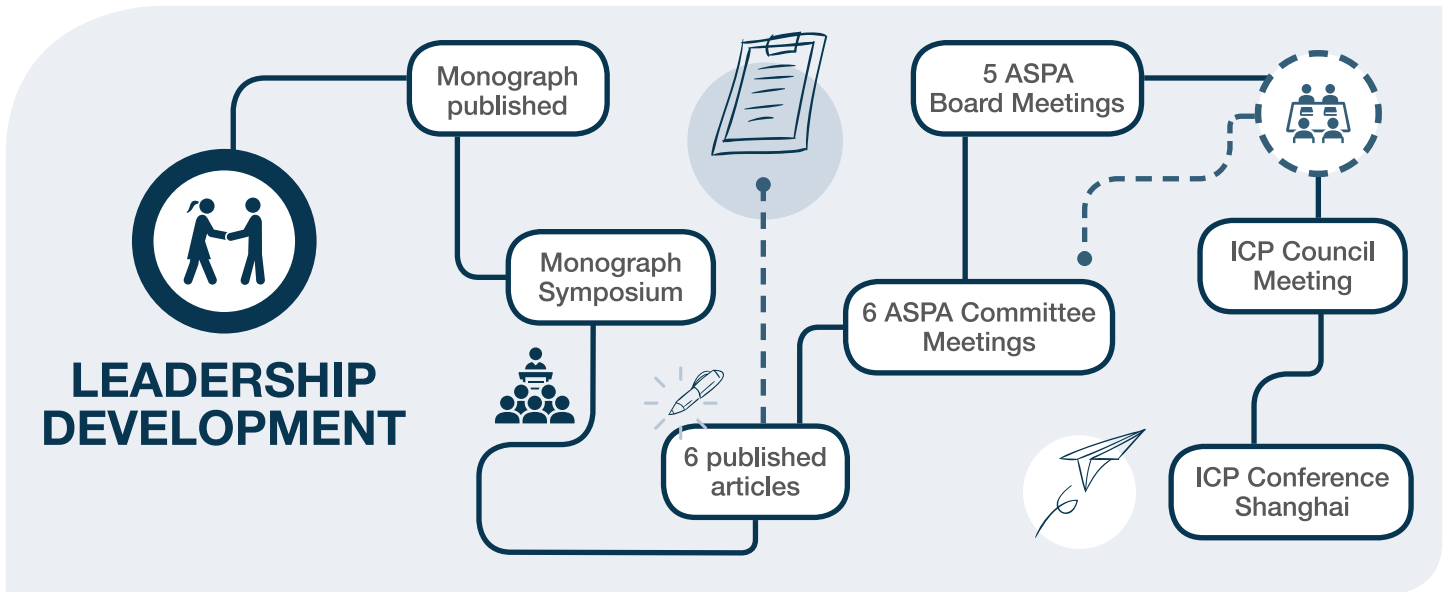 LEADERSHIP
DEVELOPMENT
Monograph
published
Monograph
Symposium
6 published
articles
6 ASPA Committee
Meetings
5 ASPA
Board Meetings
ICP Council
Meeting
ICP Conference
Shanghai